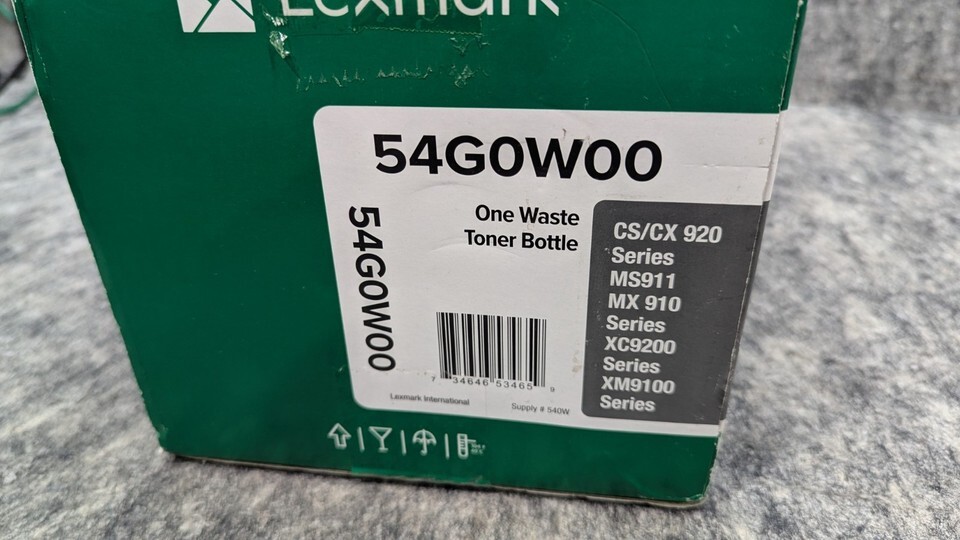 Lexmark
54G0W00
54G0W00
One Waste
Toner Bottle
CS/CX 920
Series
MS911
MX 910
Series
XC9200
Series
XM9100
Series
7 34646 53465 9
Lexmark International
Supply # 540W